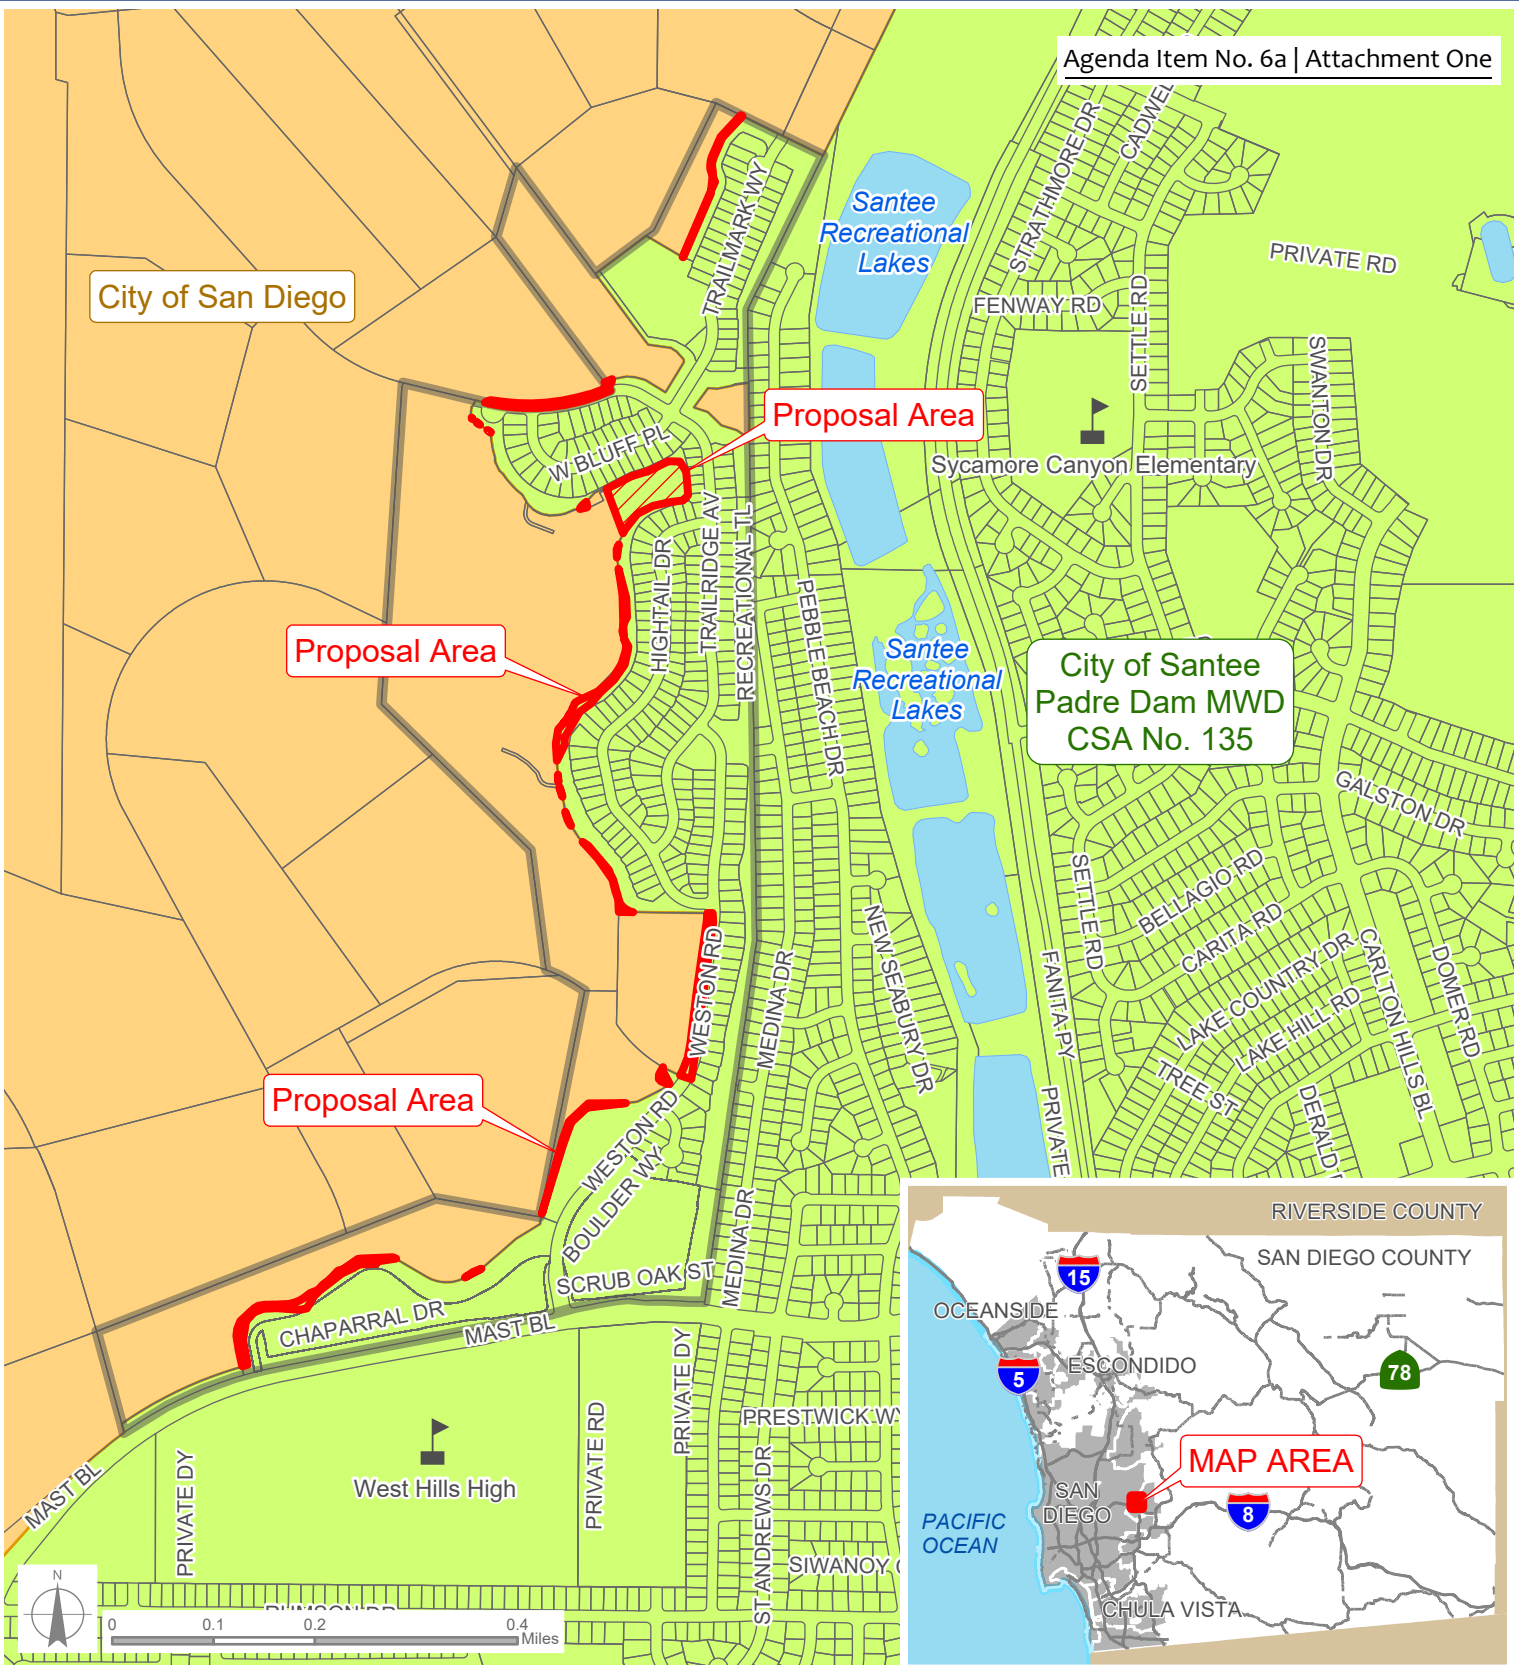 Agenda Item No. 6a | Attachment One
STRATHMORE DR
TRAILMARK WY
Santee
Recreational
Lakes
PRIVATE RD
City of San Diego
FENWAY RD
SETTLE RD
SWANTON DR
Proposal Area
W BLUFF PL
Sycamore Canyon Elementary
TRAILRIDGE AV
RECREATIONAL TL
HIGHTAIL DR
PEBBLE BEACH DR
Proposal Area
Santee
Recreational
Lakes
City of Santee
Padre Dam MWD
CSA No. 135
GALSTON DR
SETTLE RD
BELLAGIO RD
CARITA RD
NEW SEABURY DR
WESTON RD
MEDINA DR
FANITA PY
LAKE COUNTRY DR
CARLTON HILLS BL
DOMER RD
LAKE HILL RD
TREE ST
Proposal Area
WESTON RD
BOULDER WY
PRIVATE
DERALD
MEDINA DR
SCRUB OAK ST
CHAPARRAL DR
MAST BL
PRIVATE DY
PRESTWICK WY
PRIVATE RD
West Hills High
MAST BL
PRIVATE DY
ST ANDREWS DR
SIWANOY
N
0 0.1 0.2 0.4
Miles
RIVERSIDE COUNTY
SAN DIEGO COUNTY
15
OCEANSIDE
ESCONDIDO
5
78
MAP AREA
SAN
DIEGO
8
PACIFIC
OCEAN
CHULA VISTA